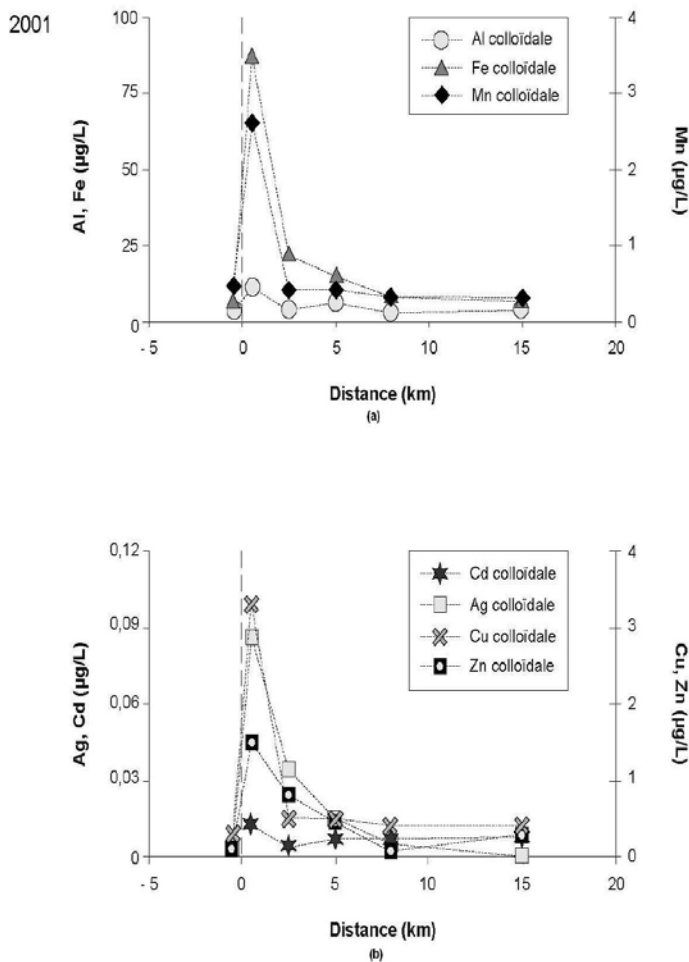 2001
100
75
50
25
0
Al, Fe (µg/L)
4
3
2
1
0
Mn (µg/L)
Al colloïdale
Fe colloïdale
Mn colloïdale
- 5 0 5 10 15 20
Distance (km)
(a)
0,12
0,09
0,06
0,03
0
Ag, Cd (µg/L)
4
3
2
1
0
Cu, Zn (µg/L)
Cd colloïdale
Ag colloïdale
Cu colloïdale
Zn colloïdale
- 5 0 5 10 15 20
Distance (km)
(b)